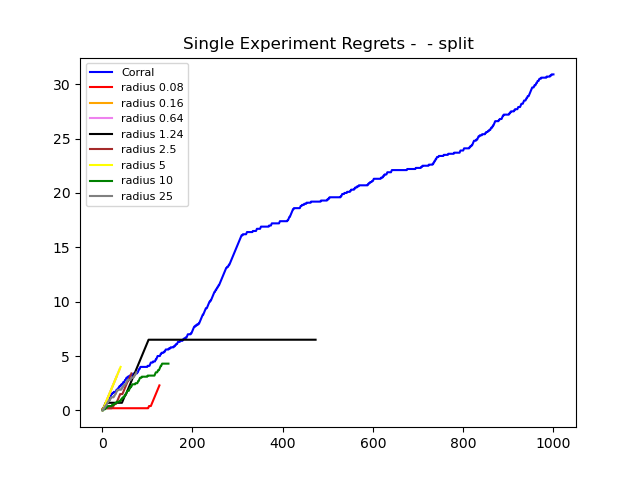 Single Experiment Regrets -  - split
Corral
radius 0.08
radius 0.16
radius 0.64
radius 1.24
radius 2.5
radius 5
radius 10
radius 25
30
25
20
15
10
5
0
0 200 400 600 800 1000